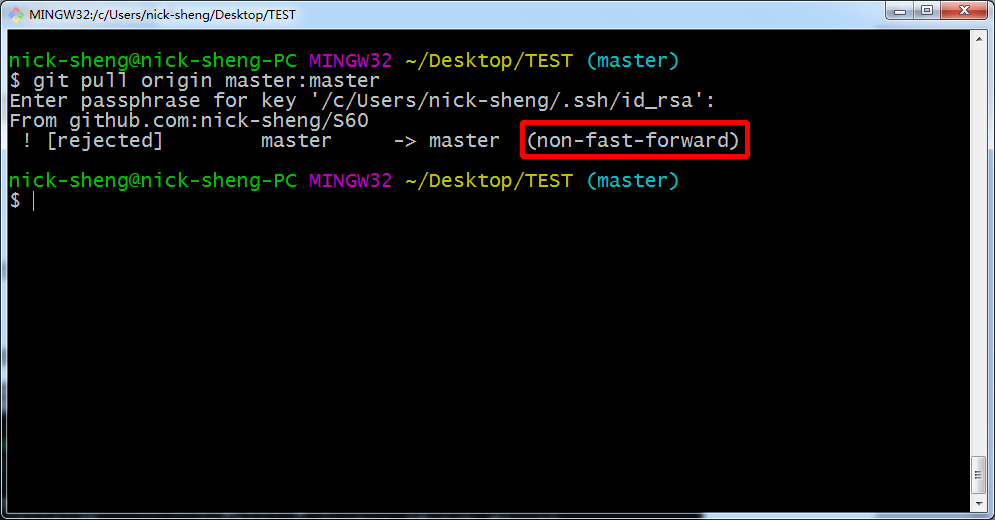 MINGW32:/c/Users/nick-sheng/Desktop/TEST
nick-sheng@nick-sheng-PC MINGW32 ~/Desktop/TEST (master)
$ git pull origin master:master
Enter passphrase for key '/c/Users/nick-sheng/.ssh/id_rsa':
From github.com:nick-sheng/S60
! [rejected] master -> master (non-fast-forward)
nick-sheng@nick-sheng-PC MINGW32 ~/Desktop/TEST (master)
$